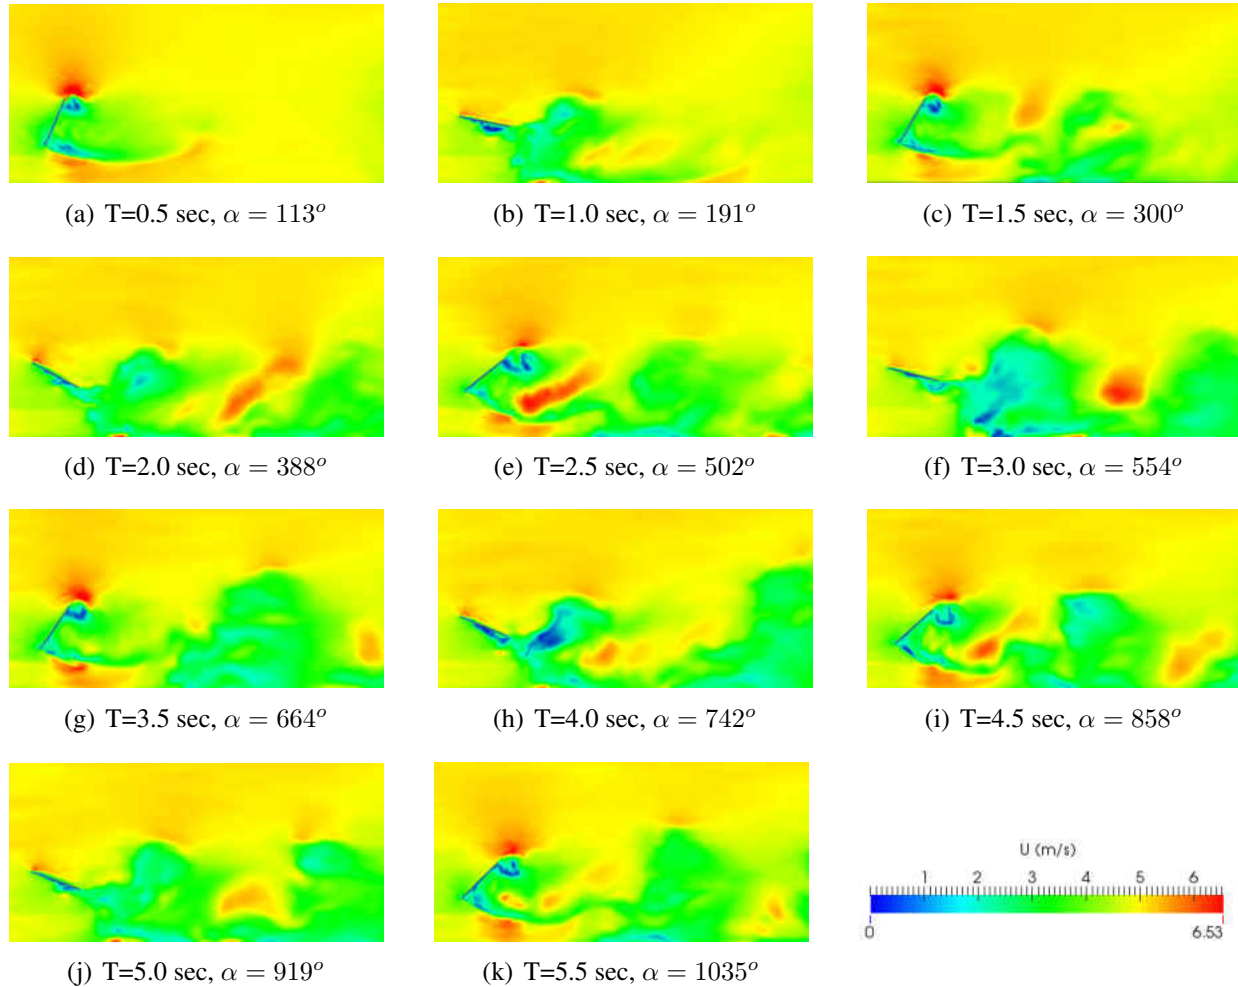 (a) T=0.5 sec, α = 113°
(b) T=1.0 sec, α = 191°
(c) T=1.5 sec, α = 300°
(d) T=2.0 sec, α = 388°
(e) T=2.5 sec, α = 502°
(f) T=3.0 sec, α = 554°
(g) T=3.5 sec, α = 664°
(h) T=4.0 sec, α = 742°
(i) T=4.5 sec, α = 858°
U (m/s)
1 2 3 4 5 6
0 6.53
(j) T=5.0 sec, α = 919°
(k) T=5.5 sec, α = 1035°